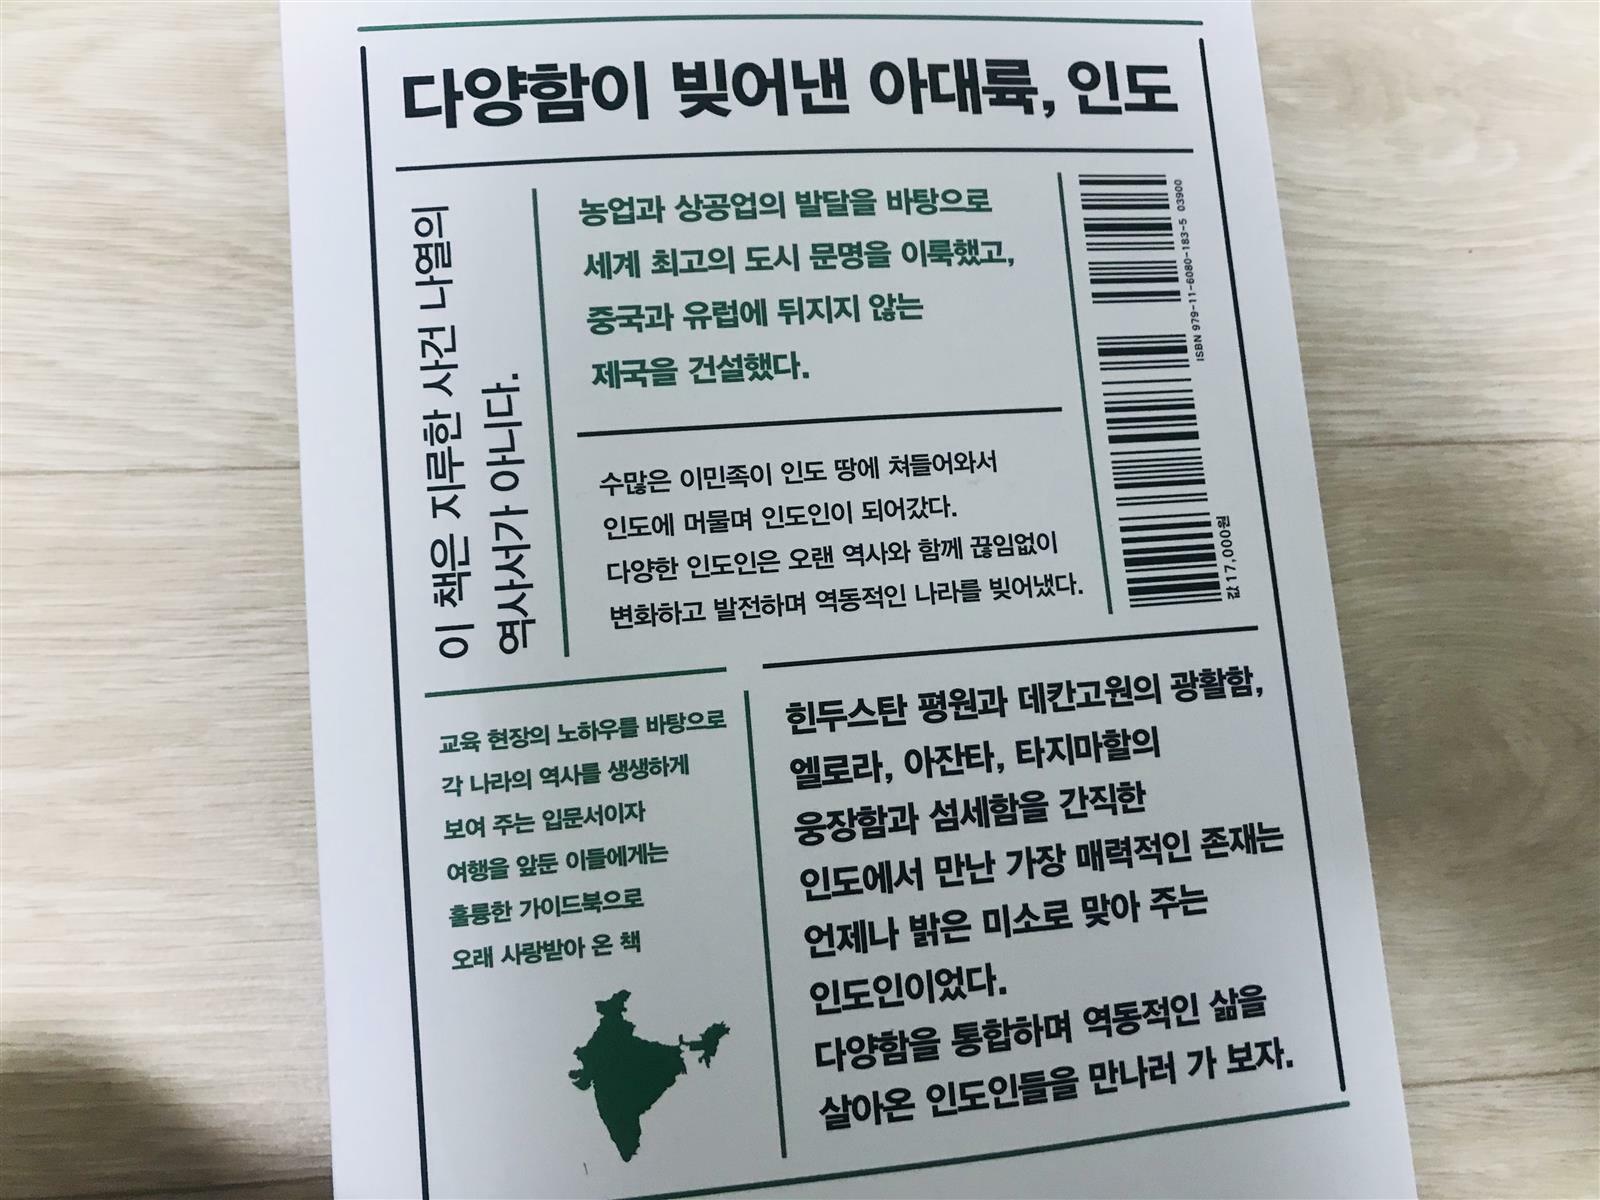 다양함이 빚어낸 아대륙, 인도
이 책은 지루한 사건 나열의
역사서가 아니다.
농업과 상공업의 발달을 바탕으로
세계 최고의 도시 문명을 이룩했고,
중국과 유럽에 뒤지지 않는
제국을 건설했다.
수많은 이민족이 인도 땅에 쳐들어와서
인도에 머물며 인도인이 되어갔다.
다양한 인도인은 오랜 역사와 함께 끊임없이
변화하고 발전하며 역동적인 나라를 빚어냈다.
ISBN 979-11-6080-183-5 03900
값17,000원
교육 현장의 노하우를 바탕으로
각 나라의 역사를 생생하게
보여 주는 입문서이자
여행을 앞둔 이들에게는
훌륭한 가이드북으로
오래 사랑받아 온 책
힌두스탄 평원과 데칸고원의 광활함,
엘로라, 아잔타, 타지마할의
웅장함과 섬세함을 간직한
인도에서 만난 가장 매력적인 존재는
언제나 밝은 미소로 맞아 주는
인도인이었다.
다양함을 통합하며 역동적인 삶을
살아온 인도인들을 만나러 가 보자.